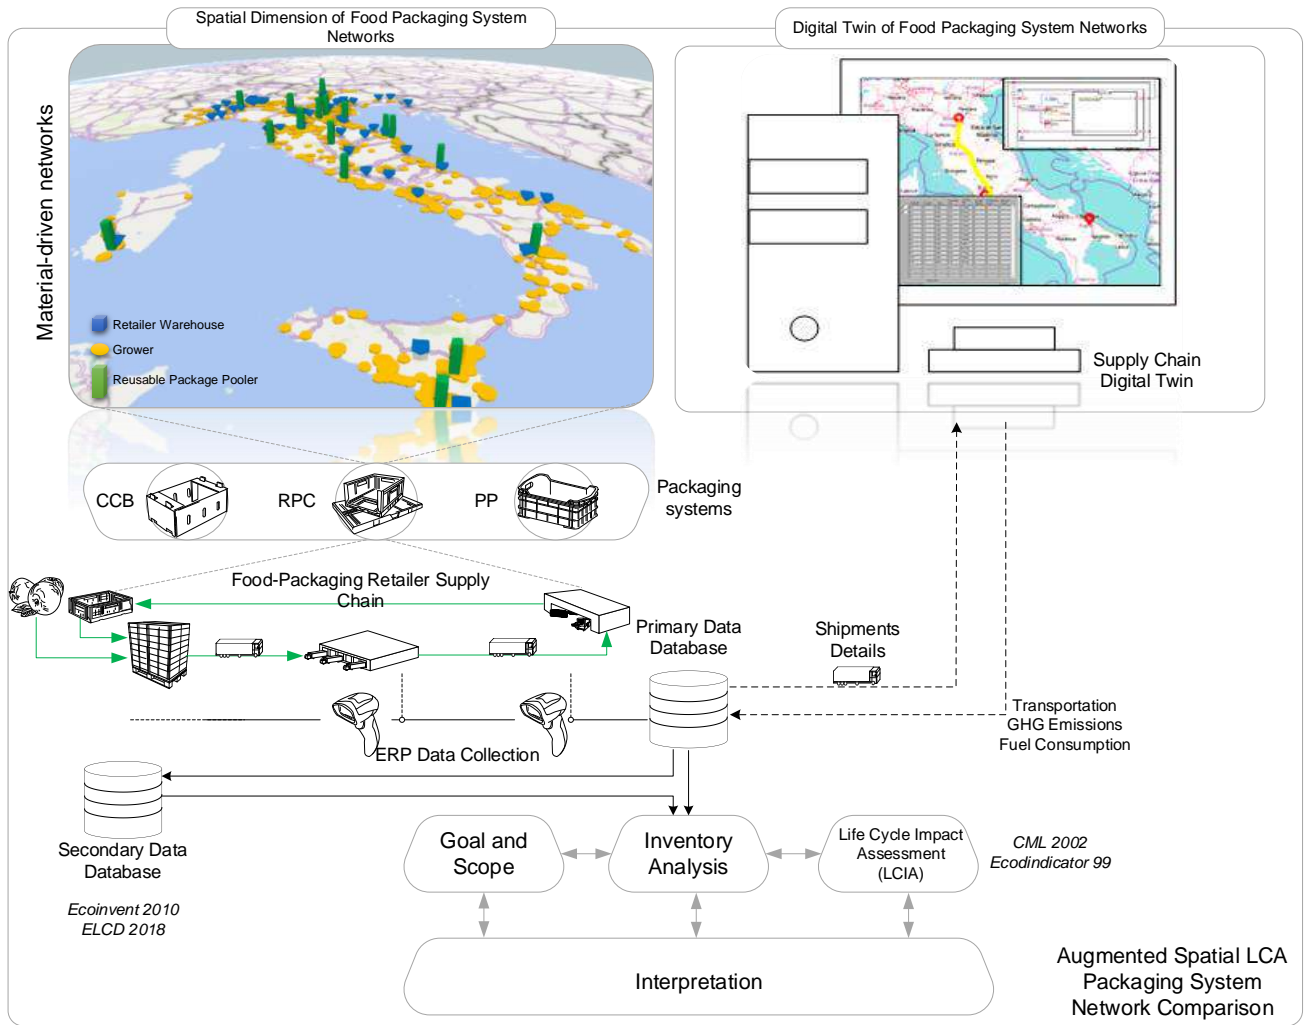 Spatial Dimension of Food Packaging System
Networks
Digital Twin of Food Packaging System Networks
Material-driven networks
Retailer Warehouse
Grower
Reusable Package Pooler
Supply Chain
Digital Twin
CCB
RPC
PP
Packaging
systems
Food-Packaging Retailer Supply
Chain
Primary Data
Database
Shipments
Details
Transportation
GHG Emissions
Fuel Consumption
ERP Data Collection
Secondary Data
Database
Ecoinvent 2010
ELCD 2018
Goal and
Scope
Inventory
Analysis
Life Cycle Impact
Assessment
(LCIA)
CML 2002
Ecodindicator 99
Interpretation
Augmented Spatial LCA
Packaging System
Network Comparison